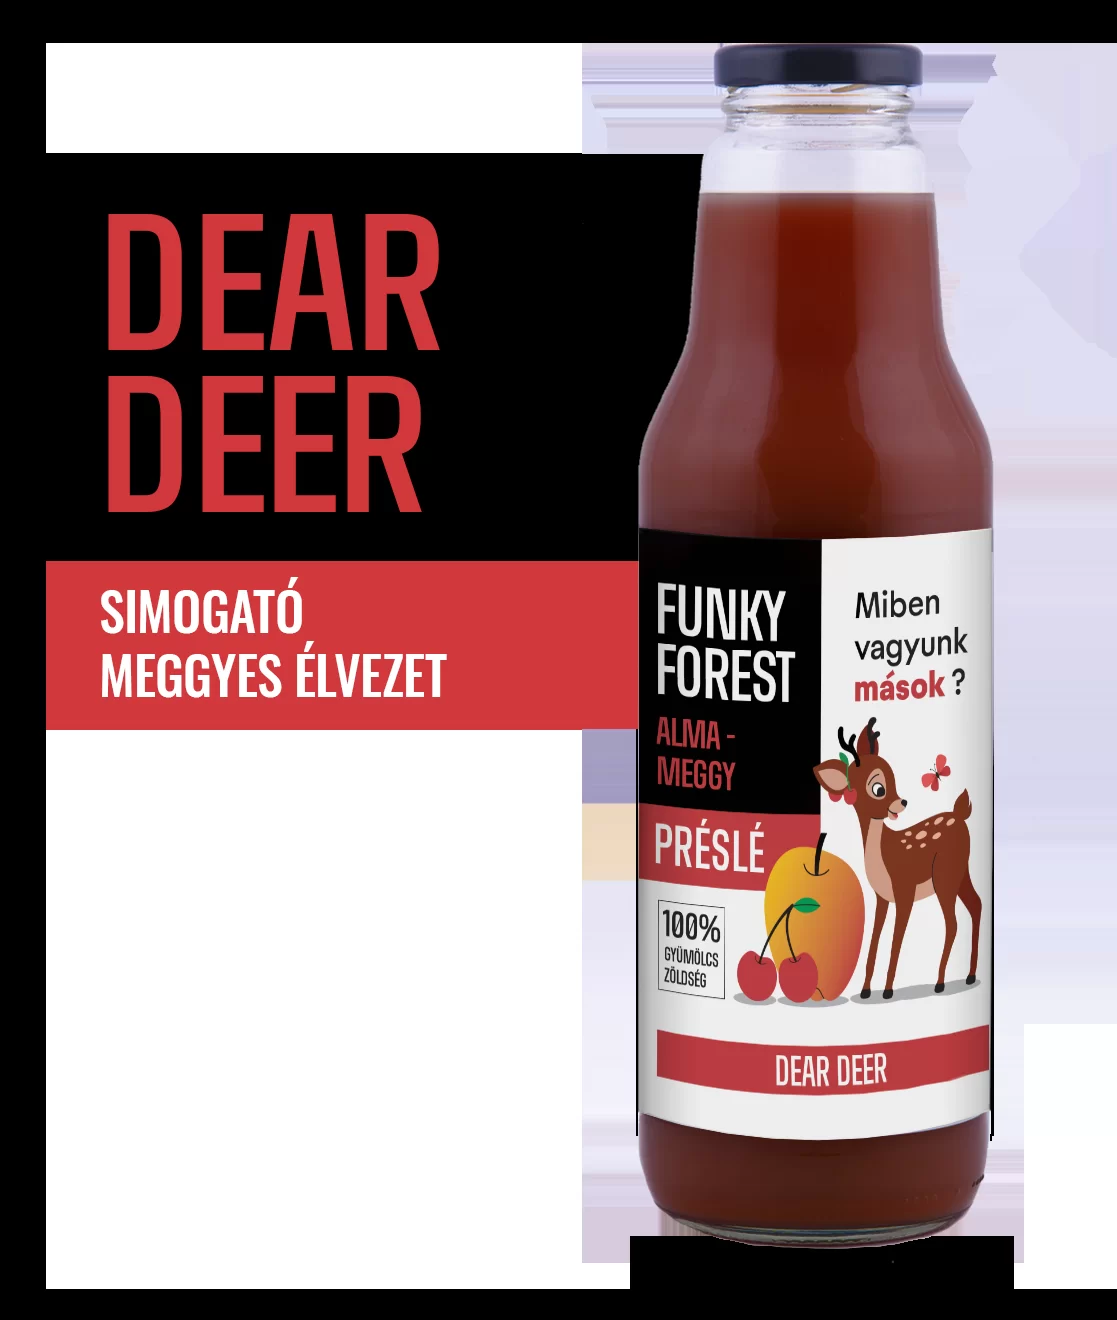 DEAR
DEER
SIMOGATÓ
MEGGYES ÉLVEZET
FUNKY
FOREST
ALMA -
MEGGY
PRÉSLÉ
100%
GYÜMÖLCS
ZÖLDSÉG
Miben
vagyunk
mások ?
DEAR DEER